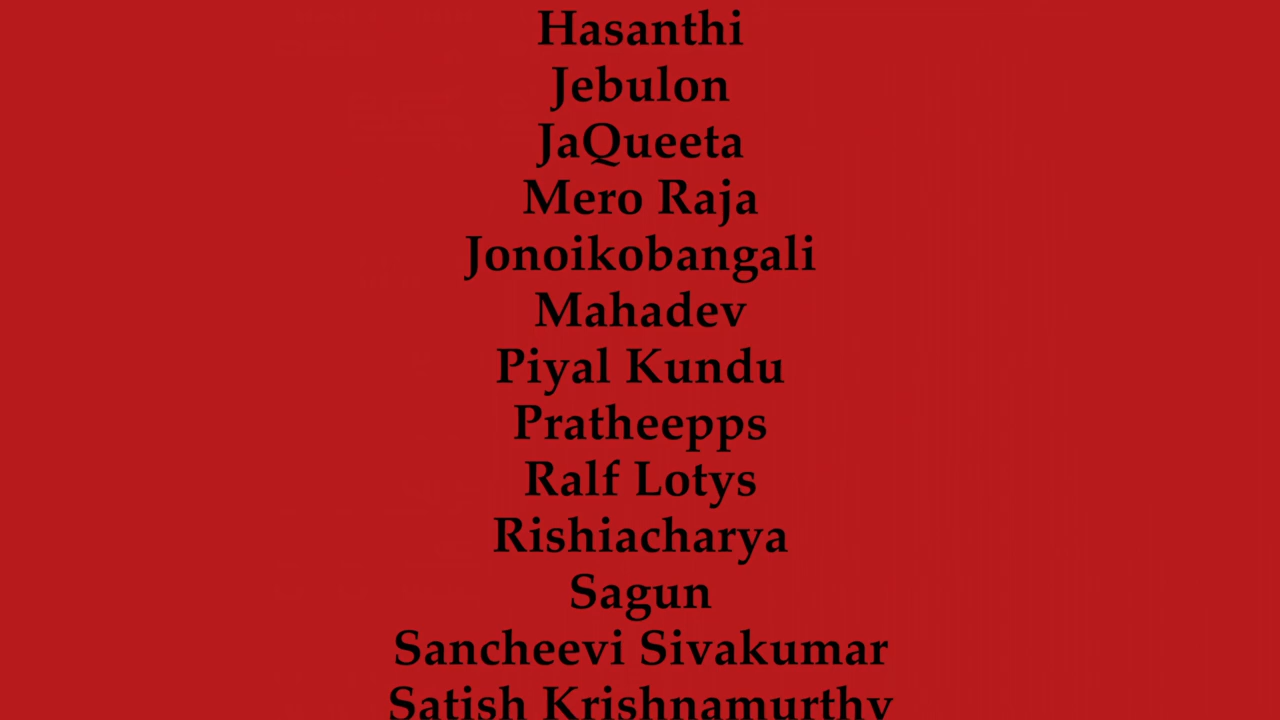 Hasanthi
Jebulon
JaQueeta
Mero Raja
Jonoikobangali
Mahadev
Piyal Kundu
Pratheepps
Ralf Lotys
Rishiacharya
Sagun
Sancheevi Sivakumar
Satish Krishnamurthy